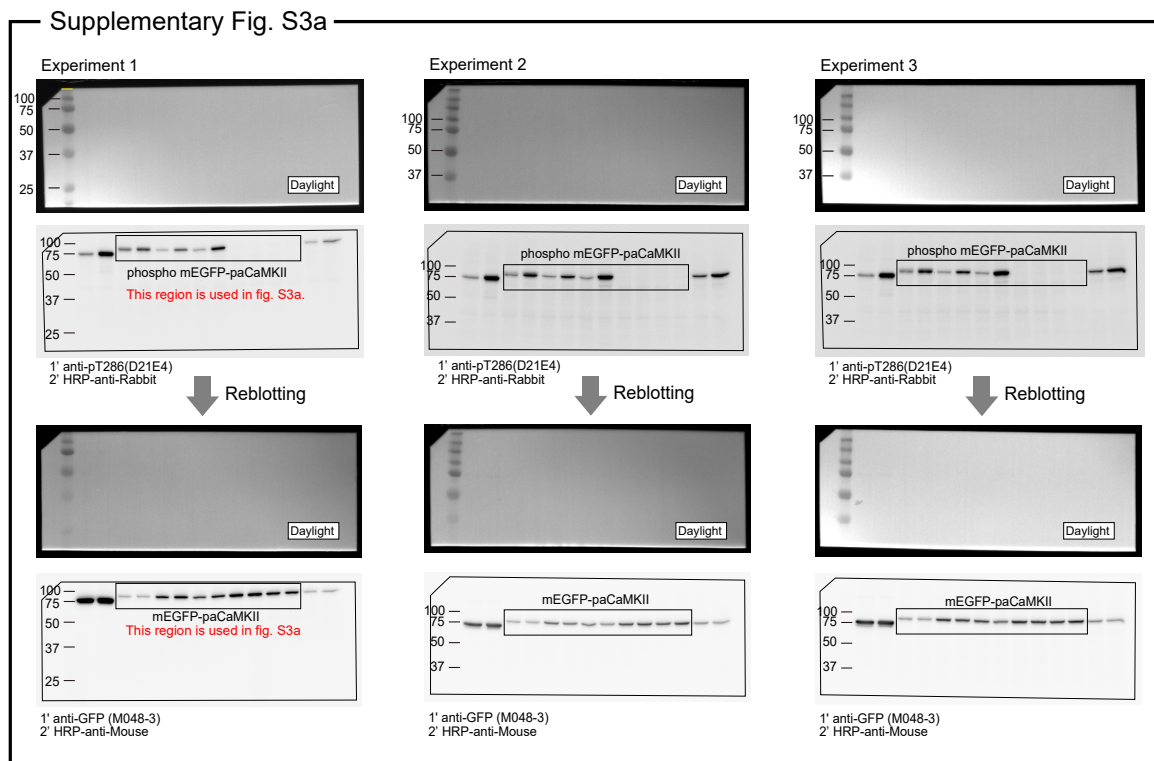 Supplementary Fig. S3a
Experiment 1
100
75
50
37
25
Daylight
100
75
50
37
25
phospho mEGFP-paCaMKII
This region is used in fig. S3a.
1' anti-pT286(D21E4)
2' HRP-anti-Rabbit
Reblotting
Daylight
100
75
50
37
25
mEGFP-paCaMKII
This region is used in fig. S3a
1' anti-GFP (M048-3)
2' HRP-anti-Mouse
Experiment 2
100
75
50
37
Daylight
phospho mEGFP-paCaMKII
100
75
50
37
1' anti-pT286(D21E4)
2' HRP-anti-Rabbit
Reblotting
Daylight
mEGFP-paCaMKII
100
75
50
37
1' anti-GFP (M048-3)
2' HRP-anti-Mouse
Experiment 3
100
75
50
37
Daylight
phospho mEGFP-paCaMKII
100
75
50
37
1' anti-pT286(D21E4)
2' HRP-anti-Rabbit
Reblotting
Daylight
mEGFP-paCaMKII
100
75
50
37
1' anti-GFP (M048-3)
2' HRP-anti-Mouse